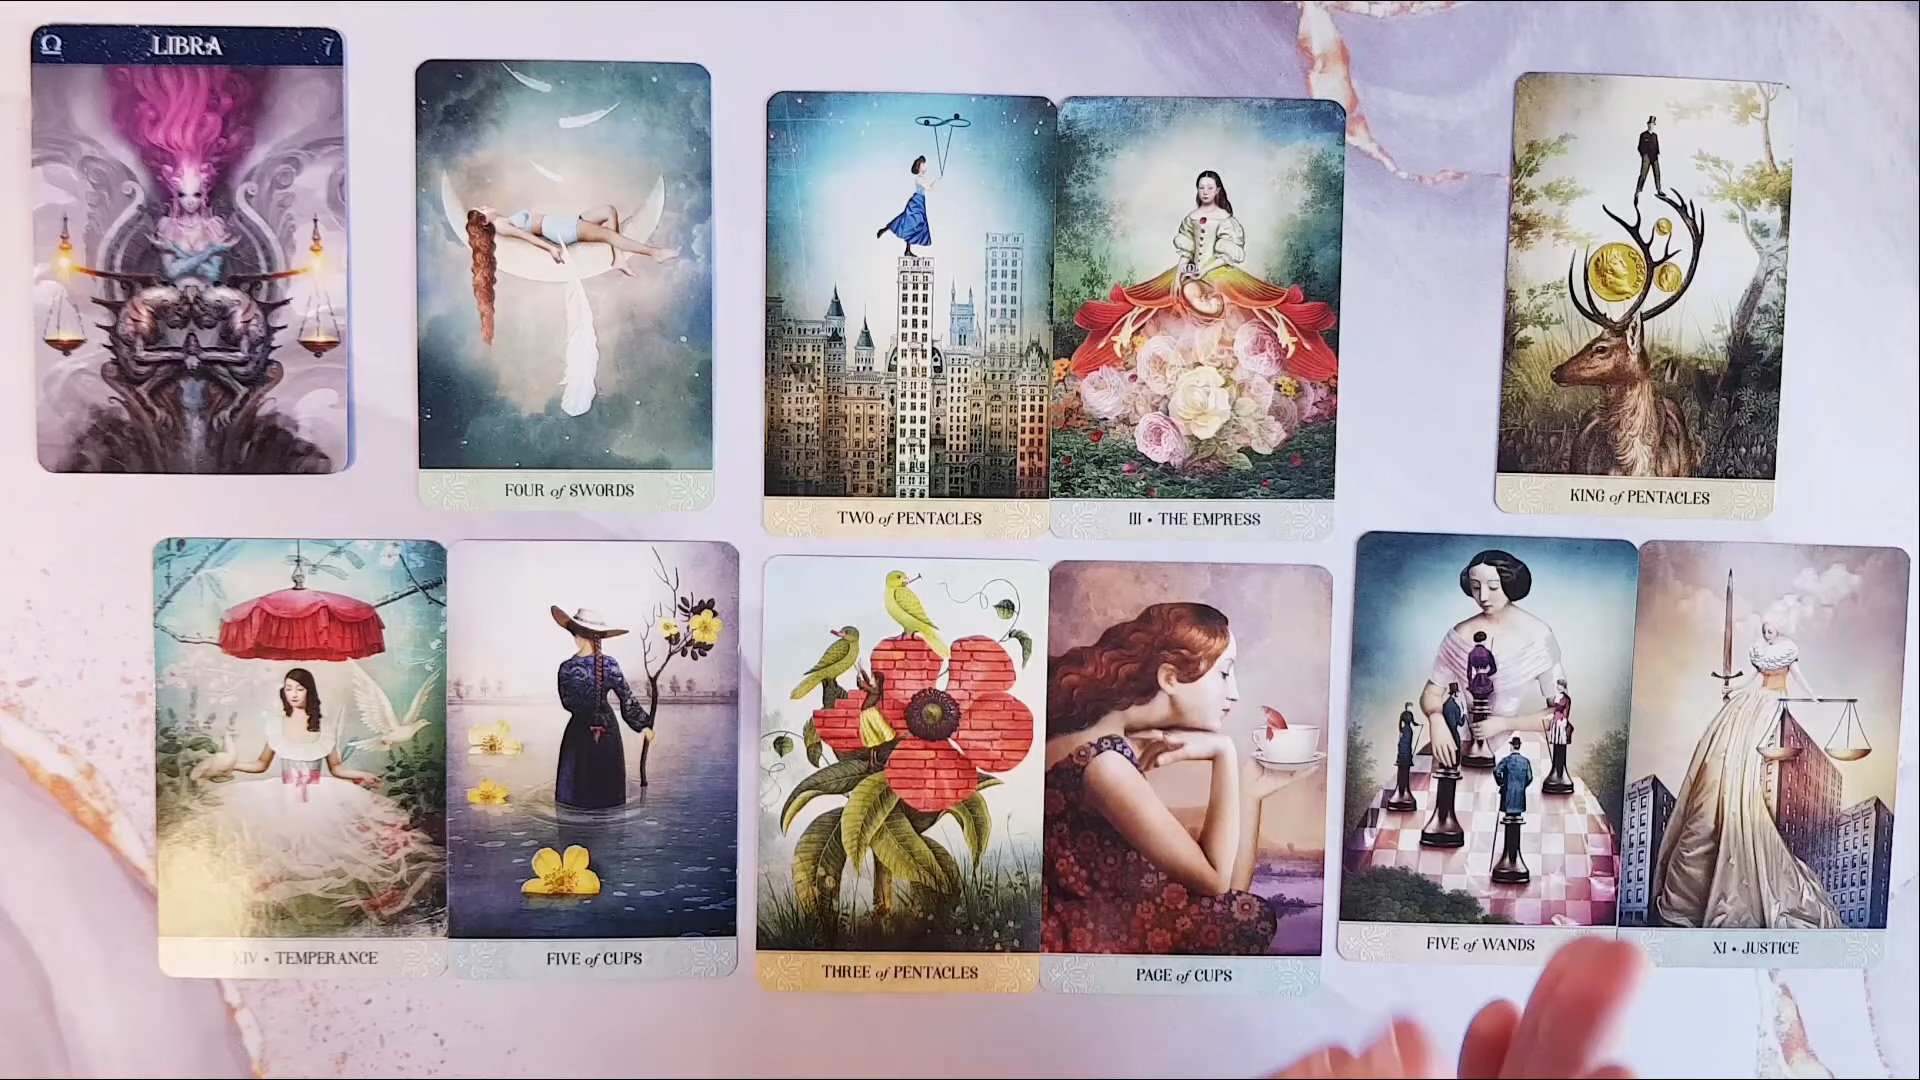 LIBRA
7
FOUR of SWORDS
TWO of PENTACLES
III • THE EMPRESS
KING of PENTACLES
XIV • TEMPERANCE
FIVE of CUPS
THREE of PENTACLES
PAGE of CUPS
FIVE of WANDS
XI • JUSTICE